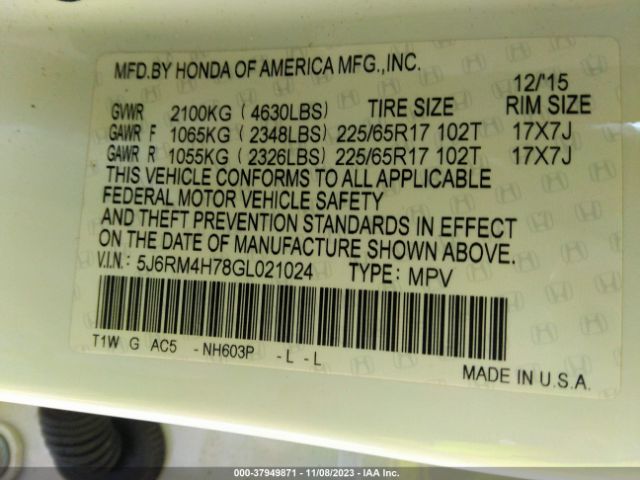 MFD.BY HONDA OF AMERICA MFG.,INC.
12/'15
GVWR 2100KG ( 4630LBS) TIRE SIZE RIM SIZE
GAWR F 1065KG ( 2348LBS) 225/65R17 102T 17X7J
GAWR R 1055KG ( 2326LBS) 225/65R17 102T 17X7J
THIS VEHICLE CONFORMS TO ALL APPLICABLE
FEDERAL MOTOR VEHICLE SAFETY
AND THEFT PREVENTION STANDARDS IN EFFECT
ON THE DATE OF MANUFACTURE SHOWN ABOVE.
V.I.N.: 5J6RM4H78GL021024 TYPE: MPV
T1W G AC5 -NH603P -L -L
MADE IN U.S.A.
000-37949871 - 11/08/2023 - IAA Inc.